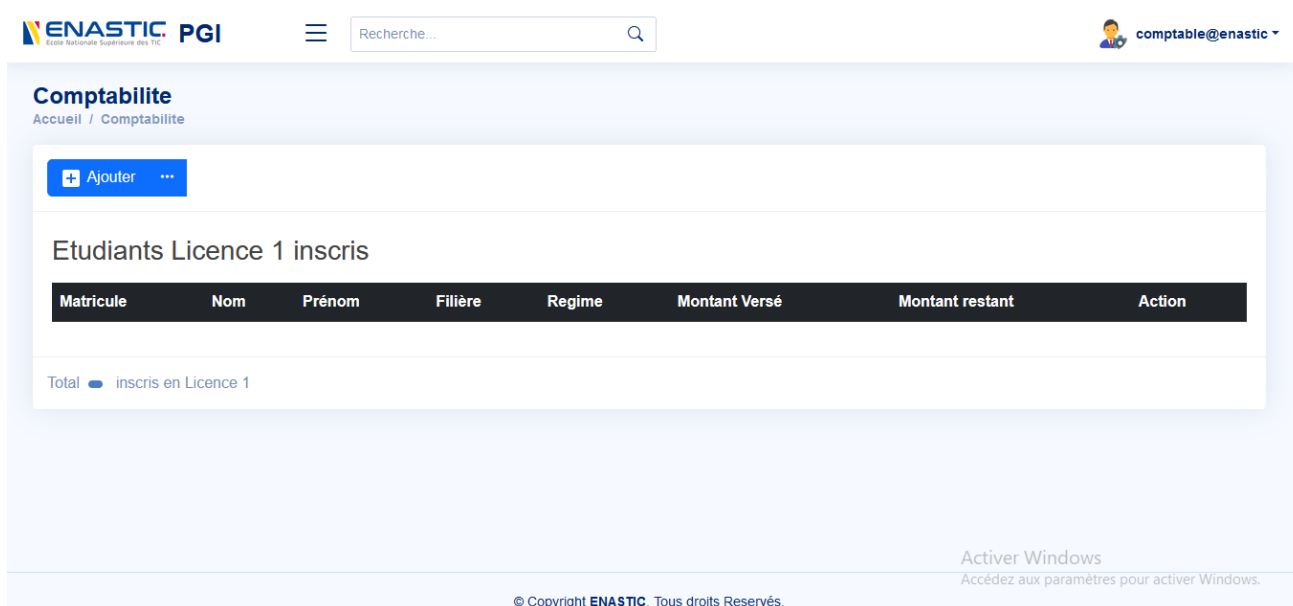 ENASTIC. PGI
Ecole Nationale Supérieure des TIC
Recherche...
comptable@enastic
Comptabilite
Accueil / Comptabilite
Ajouter ...
Etudiants Licence 1 inscris
Matricule Nom Prénom Filière Regime Montant Versé Montant restant Action
Total inscris en Licence 1
Activer Windows
Accédez aux paramètres pour activer Windows.
© Copyright ENASTIC. Tous droits Reservés.